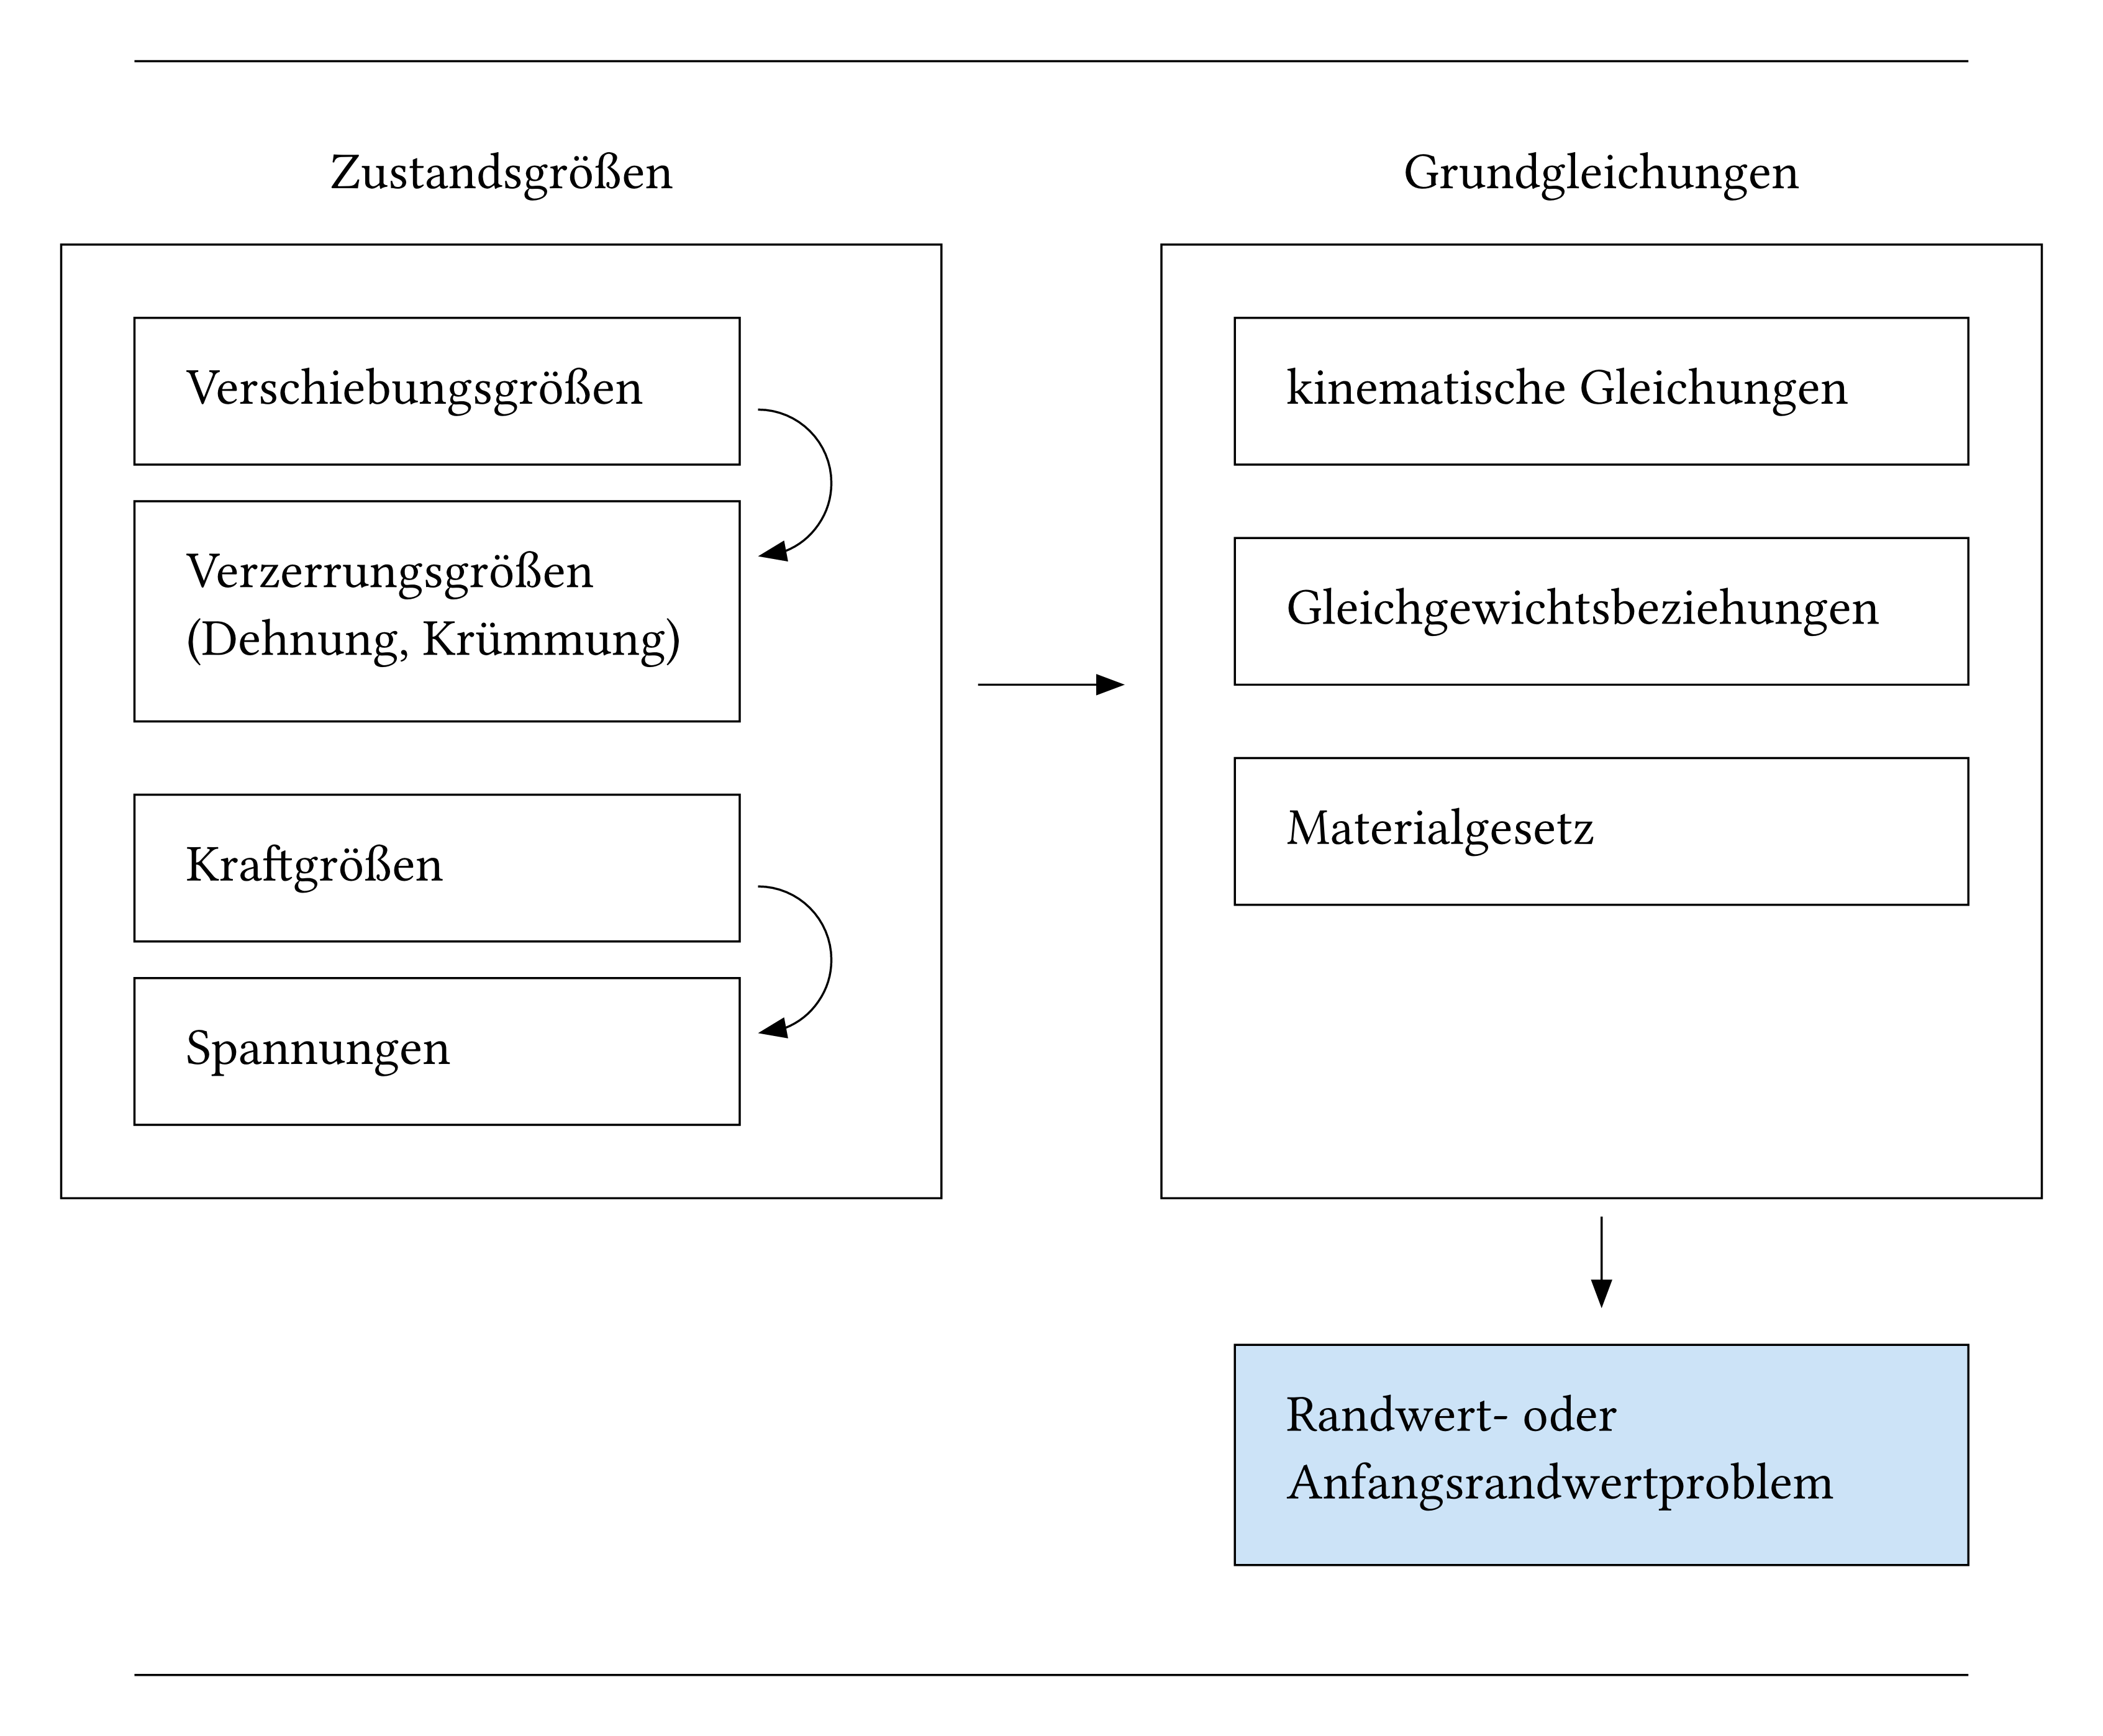 Zustandsgrößen
Verschiebungsgrößen
Verzerrungsgrößen
(Dehnung, Krümmung)
Kraftgrößen
Spannungen
Grundgleichungen
kinematische Gleichungen
Gleichgewichtsbeziehungen
Materialgesetz
Randwert- oder
Anfangsrandwertproblem